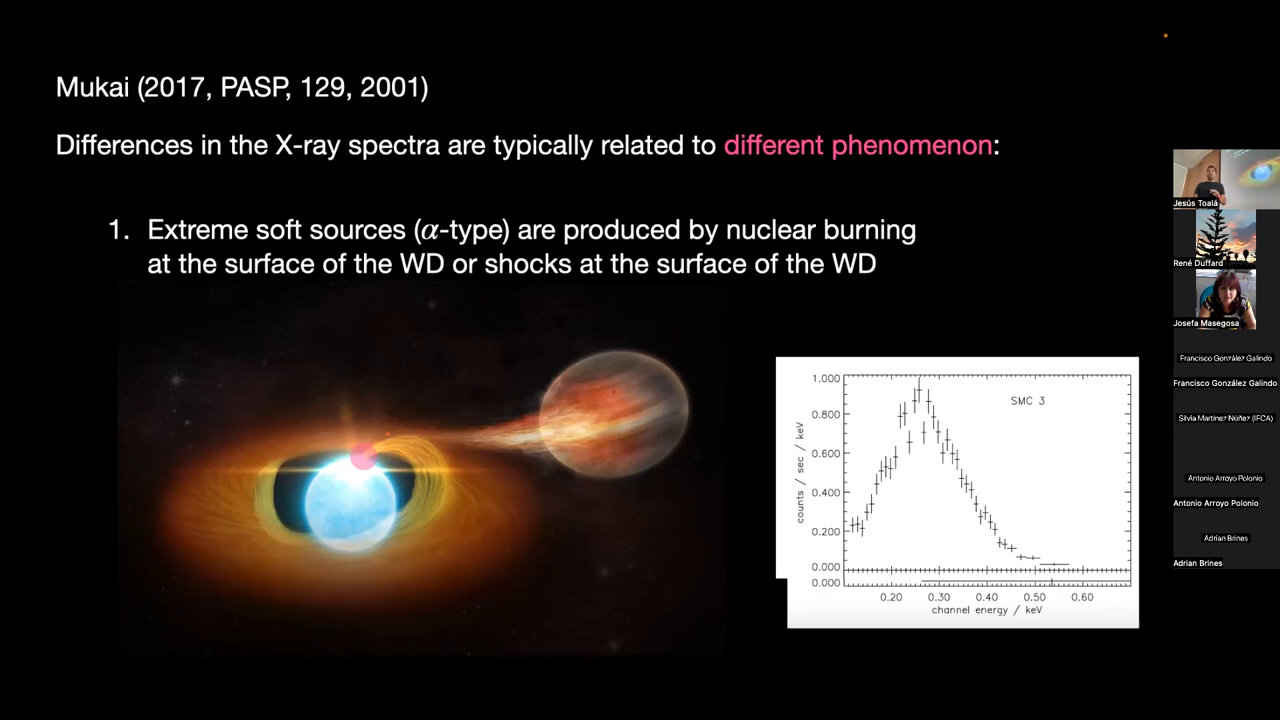 Mukai (2017, PASP, 129, 2001)
Differences in the X-ray spectra are typically related to different phenomenon:
1. Extreme soft sources (α-type) are produced by nuclear burning
at the surface of the WD or shocks at the surface of the WD
SMC 3
counts / sec / keV
1.000
0.800
0.600
0.400
0.200
0.000
0.000
0.20 0.30 0.40 0.50 0.60
channel energy / keV
Jesús Toalá
René Duffard
Josefa Masegosa
Francisco González Galindo
Francisco González Galindo
Silvia Martínez Núñez (IFCA)
Antonio Arroyo Polonio
Antonio Arroyo Polonio
Adrian Brines
Adrian Brines